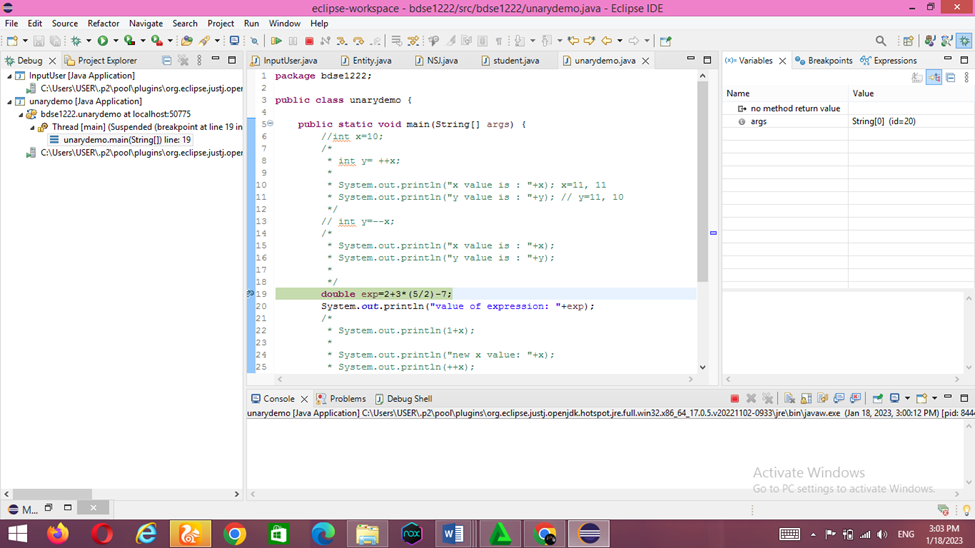 eclipse-workspace - bdse1222/src/bdse1222/unarydemo.java - Eclipse IDE
File Edit Source Refactor Navigate Search Project Run Window Help
Debug Project Explorer
InputUser [Java Application]
C:\Users\USER\.p2\pool\plugins\org.eclipse.justj.oper
unarydemo [Java Application]
bdse1222.unarydemo at localhost:50775
Thread [main] (Suspended (breakpoint at line 19 in
unarydemo.main(String[]) line: 19
C:\Users\USER\.p2\pool\plugins\org.eclipse.justj.oper
InputUser.java Entity.java NSI.java student.java unarydemo.java
1 package bdse1222;
2
3 public class unarydemo {
4
5 public static void main(String[] args) {
6 //int x=10;
7 /*
8 * int y= ++x;
9 *
10 * System.out.println("x value is : "+x); x=11, 11
11 * System.out.println("y value is : "+y); // y=11, 10
12 */
13 // int y=--x;
14 /*
15 * System.out.println("x value is : "+x);
16 * System.out.println("y value is : "+y);
17 *
18 */
19 double exp=2+3*(5/2)-7;
20 System.out.println("value of expression: "+exp);
21 /*
22 * System.out.println(1+x);
23 *
24 * System.out.println("new x value: "+x);
25 * System.out.println(++x);
Variables Breakpoints Expressions
Name Value
no method return value
args String[0] (id=20)
Console Problems Debug Shell
unarydemo [Java Application] C:\Users\USER\.p2\pool\plugins\org.eclipse.justj.openjdk.hotspot.jre.full.win32.x86_64_17.0.5.v20221102-0933\jre\bin\javaw.exe (Jan 18, 2023, 3:00:12 PM) [pid: 844
Activate Windows
Go to PC settings to activate Windows.
M...
ENG
3:03 PM
1/18/2023